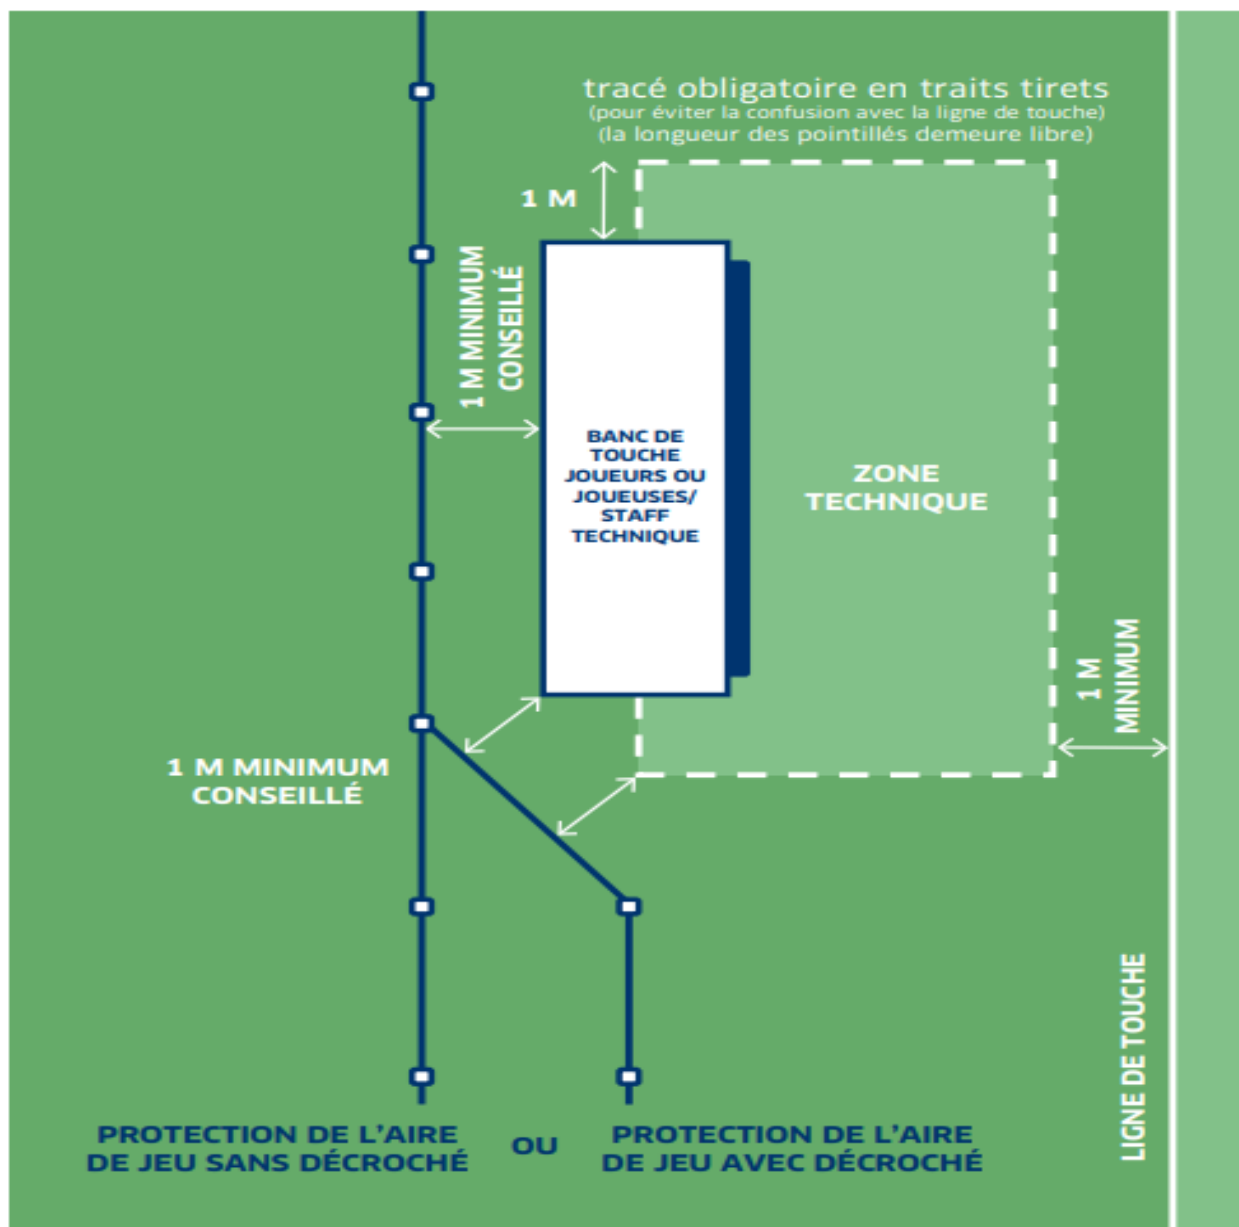 tracé obligatoire en traits tirets
(pour éviter la confusion avec la ligne de touche)
(la longueur des pointillés demeure libre)
1 M
1 M MINIMUM
CONSEILLÉ
BANC DE
TOUCHE
JOUEURS OU
JOUEUSES/
STAFF
TECHNIQUE
ZONE
TECHNIQUE
1 M
MINIMUM
1 M MINIMUM
CONSEILLÉ
LIGNE DE TOUCHE
PROTECTION DE L'AIRE
DE JEU SANS DÉCROCHÉ
OU
PROTECTION DE L'AIRE
DE JEU AVEC DÉCROCHÉ